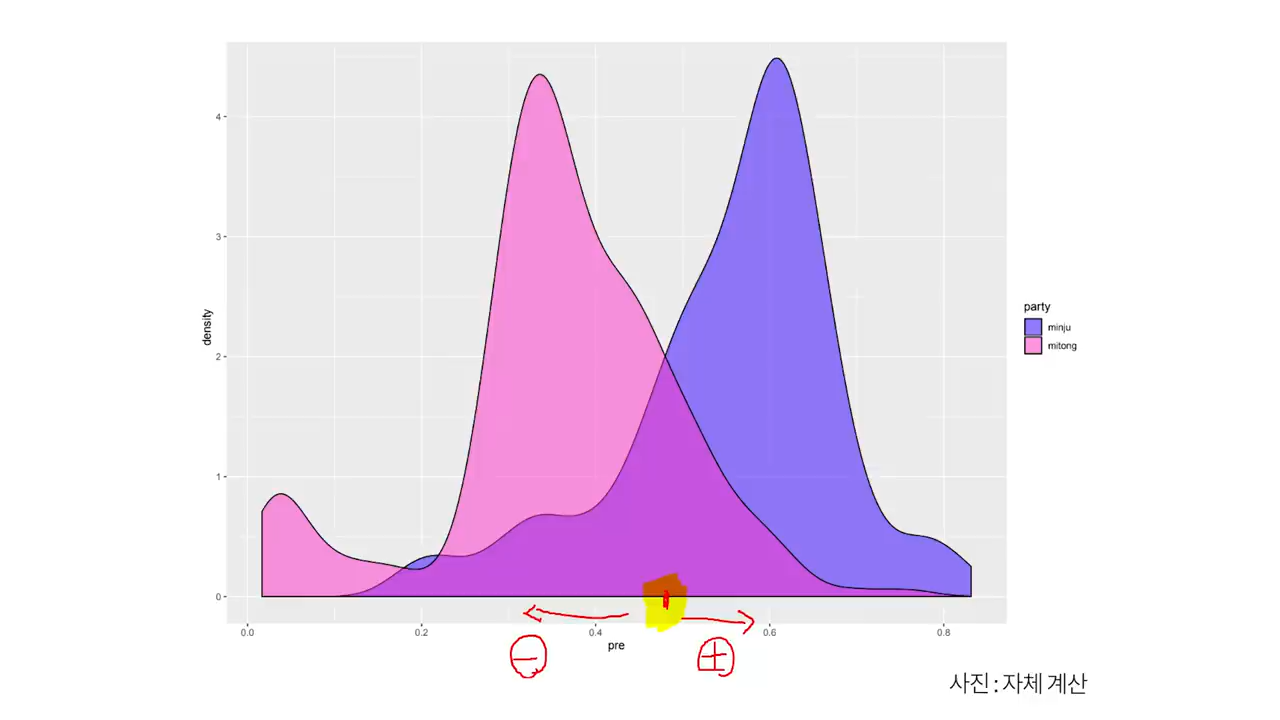 4
3
2
1
0
density
0.0
0.2
0.4
0.6
0.8
pre
party
minju
mitong
⊖
⊕
사진 : 자체 계산